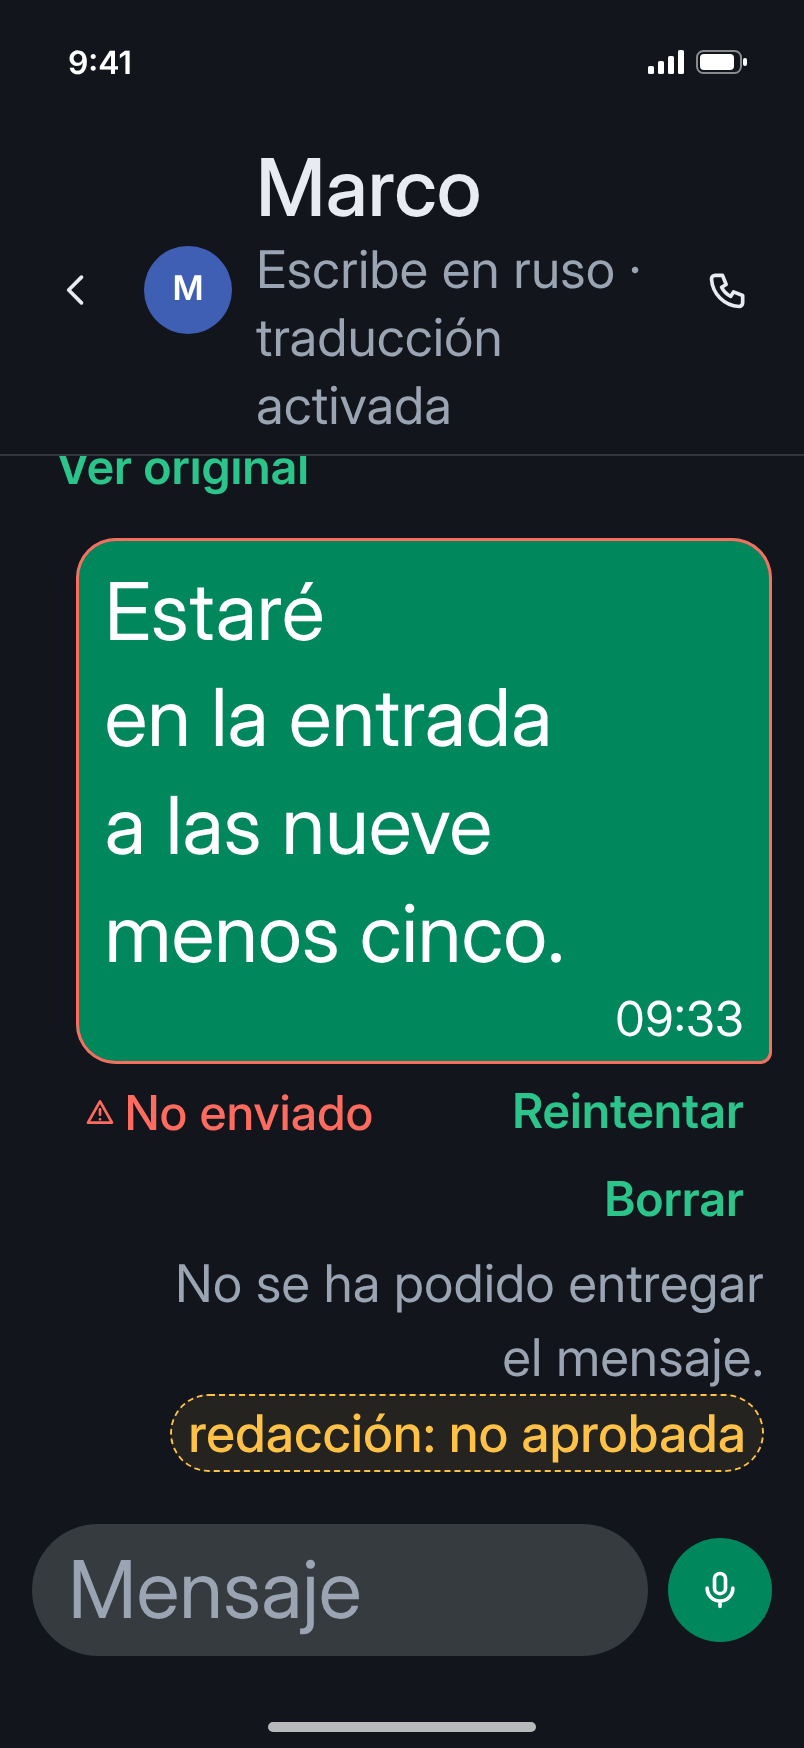 9:41
Marco
M
Escribe en ruso ·
traducción
activada
Ver original
Estaré
en la entrada
a las nueve
menos cinco.
09:33
No enviado
Reintentar
Borrar
No se ha podido entregar
el mensaje.
redacción: no aprobada
Mensaje